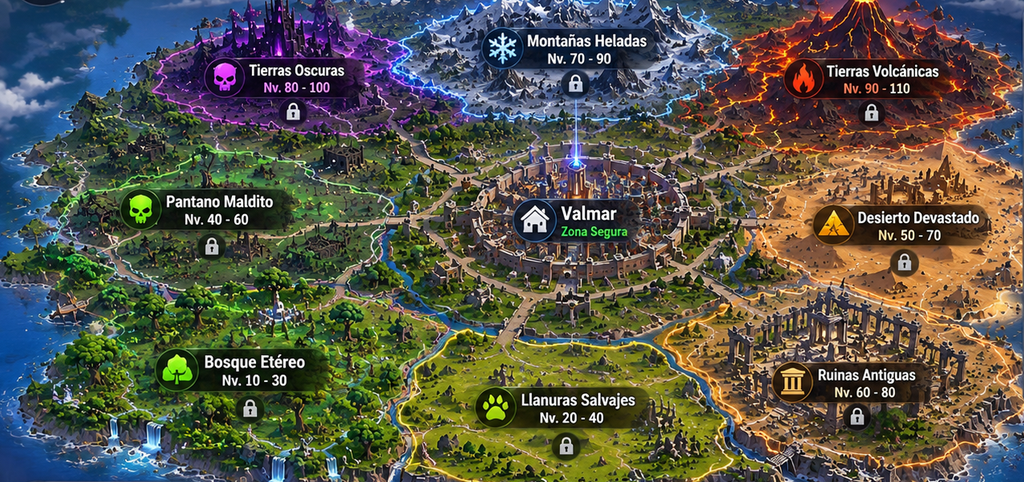 Montañas Heladas
Nv. 70 - 90
Tierras Oscuras
Nv. 80 - 100
Tierras Volcánicas
Nv. 90 - 110
Pantano Maldito
Nv. 40 - 60
Valmar
Zona Segura
Desierto Devastado
Nv. 50 - 70
Bosque Etéreo
Nv. 10 - 30
Llanuras Salvajes
Nv. 20 - 40
Ruinas Antiguas
Nv. 60 - 80